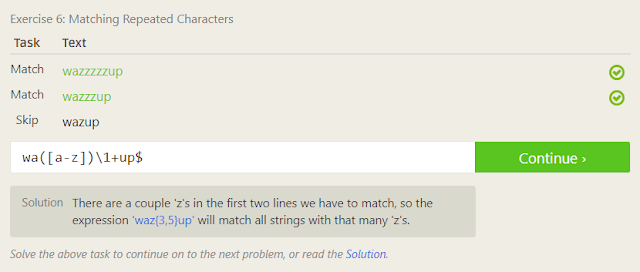 Exercise 6: Matching Repeated Characters
Task Text
Match wazzzzzup
Match wazzzup
Skip wazup
wa([a-z])\1+up$ Continue ›
Solution There are a couple 'z's in the first two lines we have to match, so the
expression 'waz{3,5}up' will match all strings with that many 'z's.
Solve the above task to continue on to the next problem, or read the Solution.